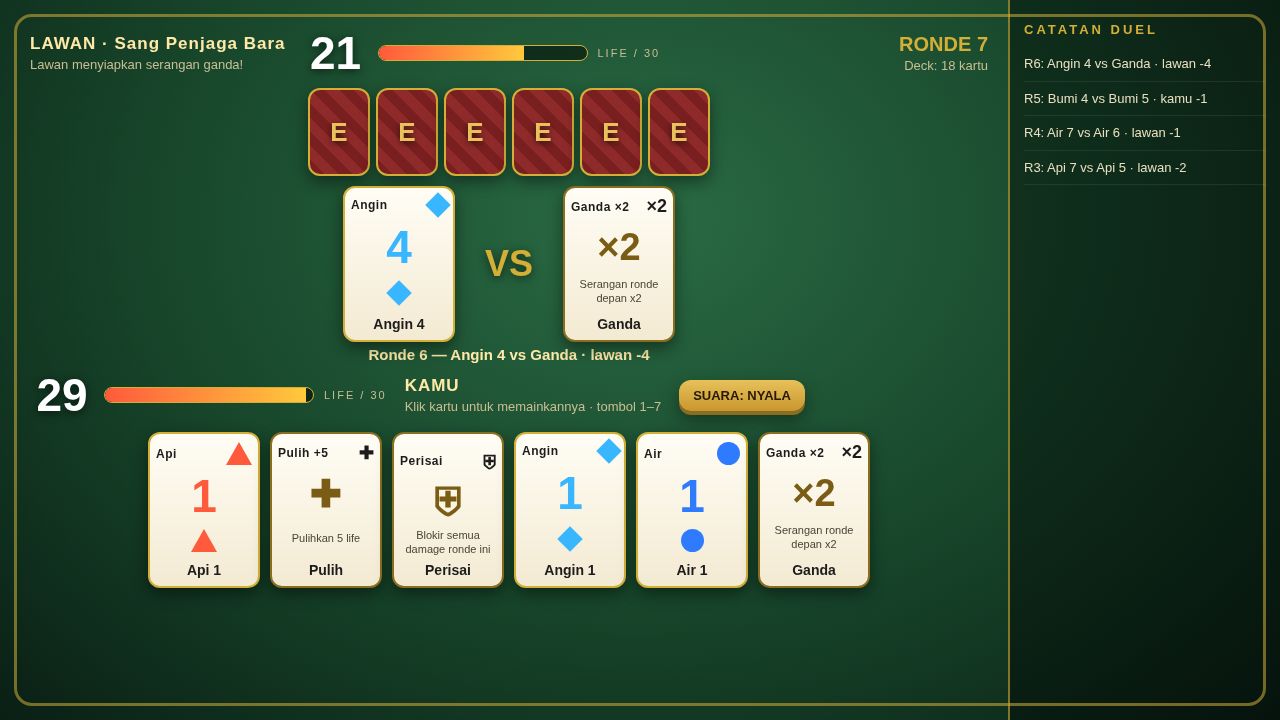 LAWAN · Sang Penjaga Bara
Lawan menyiapkan serangan ganda!
21
LIFE / 30
RONDE 7
Deck: 18 kartu
E E E E E E
Angin
4
Angin 4
VS
Ganda ×2 ×2
×2
Serangan ronde
depan x2
Ganda
Ronde 6 — Angin 4 vs Ganda · lawan -4
29
LIFE / 30
KAMU
Klik kartu untuk memainkannya · tombol 1–7
SUARA: NYALA
Api
1
Api 1
Pulih +5
Pulihkan 5 life
Pulih
Perisai
Blokir semua
damage ronde ini
Perisai
Angin
1
Angin 1
Air
1
Air 1
Ganda ×2 ×2
×2
Serangan ronde
depan x2
Ganda
CATATAN DUEL
R6: Angin 4 vs Ganda · lawan -4
R5: Bumi 4 vs Bumi 5 · kamu -1
R4: Air 7 vs Air 6 · lawan -1
R3: Api 7 vs Api 5 · lawan -2